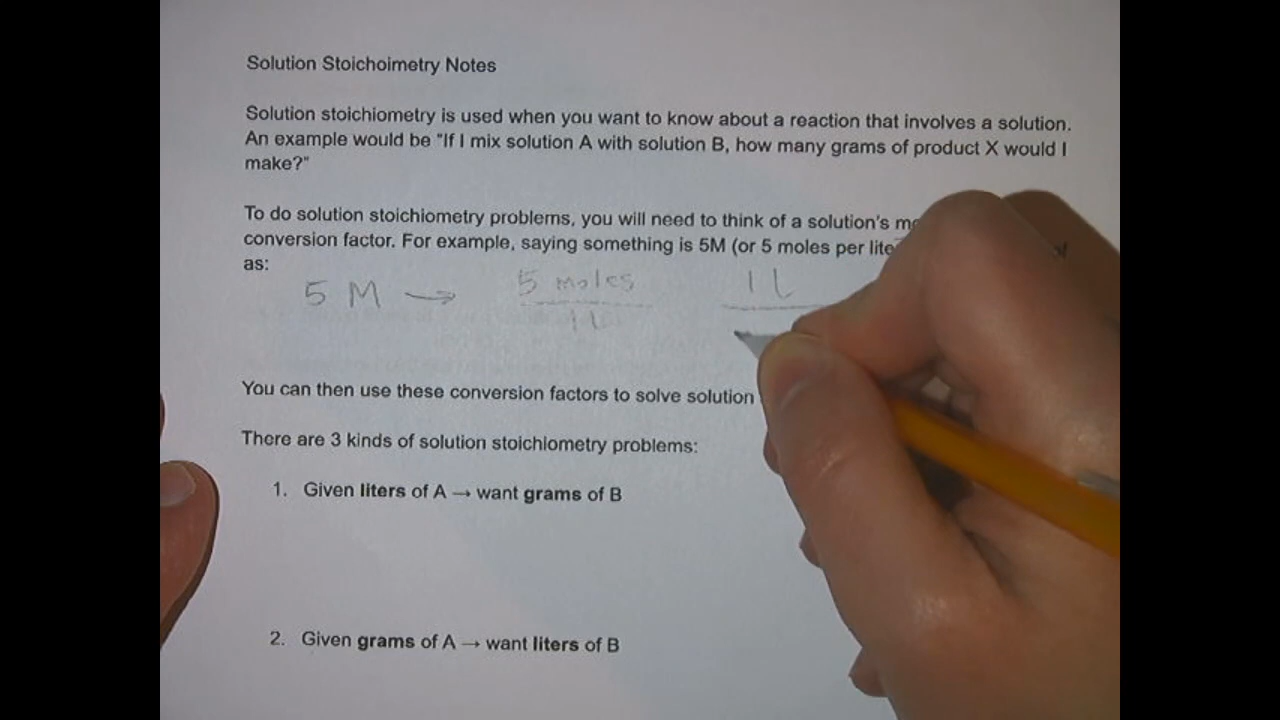 Solution Stoichoimetry Notes
Solution stoichiometry is used when you want to know about a reaction that involves a solution.
An example would be "If I mix solution A with solution B, how many grams of product X would I
make?"
To do solution stoichiometry problems, you will need to think of a solution's
conversion factor. For example, saying something is 5M (or 5 moles per
as:
5 M → 5 moles 1 L
1 L
You can then use these conversion factors to solve solution
There are 3 kinds of solution stoichiometry problems:
1. Given liters of A → want grams of B
2. Given grams of A → want liters of B